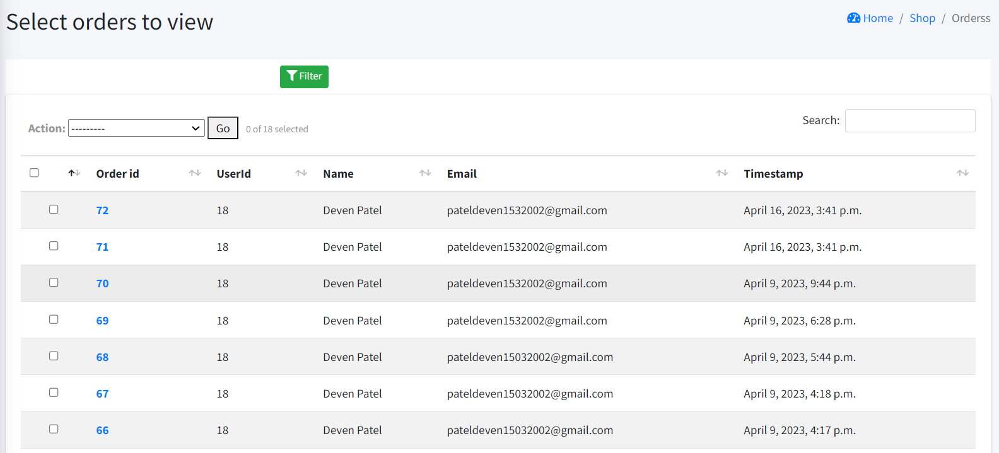 Select orders to view
Home / Shop / Orderss
Filter
Action: --------- Go 0 of 18 selected
Search:
Order id UserId Name Email Timestamp
72 18 Deven Patel pateldeven1532002@gmail.com April 16, 2023, 3:41 p.m.
71 18 Deven Patel pateldeven1532002@gmail.com April 16, 2023, 3:41 p.m.
70 18 Deven Patel pateldeven1532002@gmail.com April 9, 2023, 9:44 p.m.
69 18 Deven Patel pateldeven1532002@gmail.com April 9, 2023, 6:28 p.m.
68 18 Deven Patel pateldeven15032002@gmail.com April 9, 2023, 5:44 p.m.
67 18 Deven Patel pateldeven15032002@gmail.com April 9, 2023, 4:18 p.m.
66 18 Deven Patel pateldeven15032002@gmail.com April 9, 2023, 4:17 p.m.